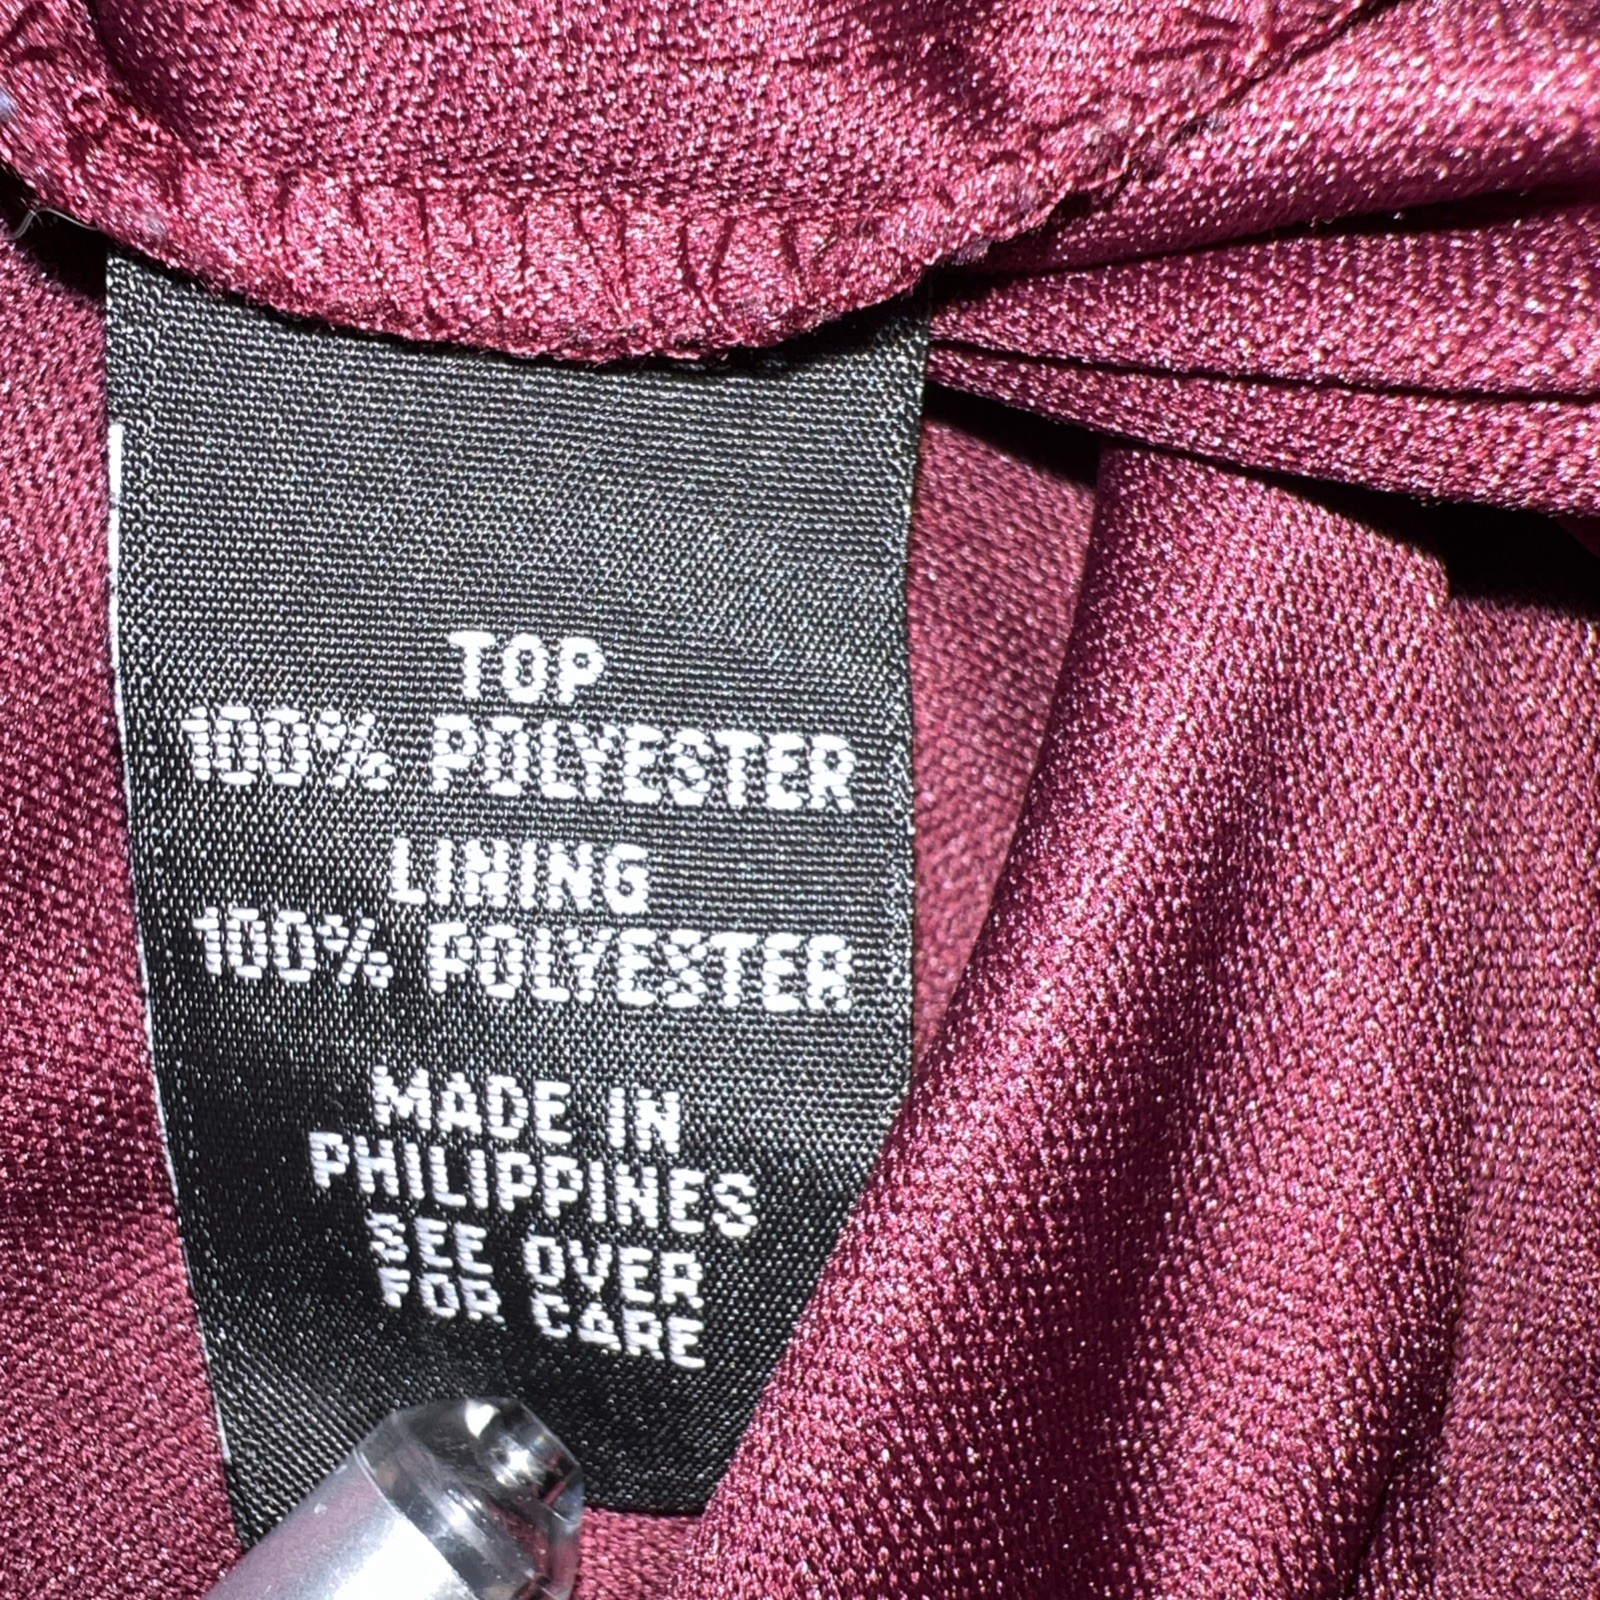 TOP
100% POLYESTER
LINING
100% POLYESTER
MADE IN
PHILIPPINES
SEE OVER
FOR CARE